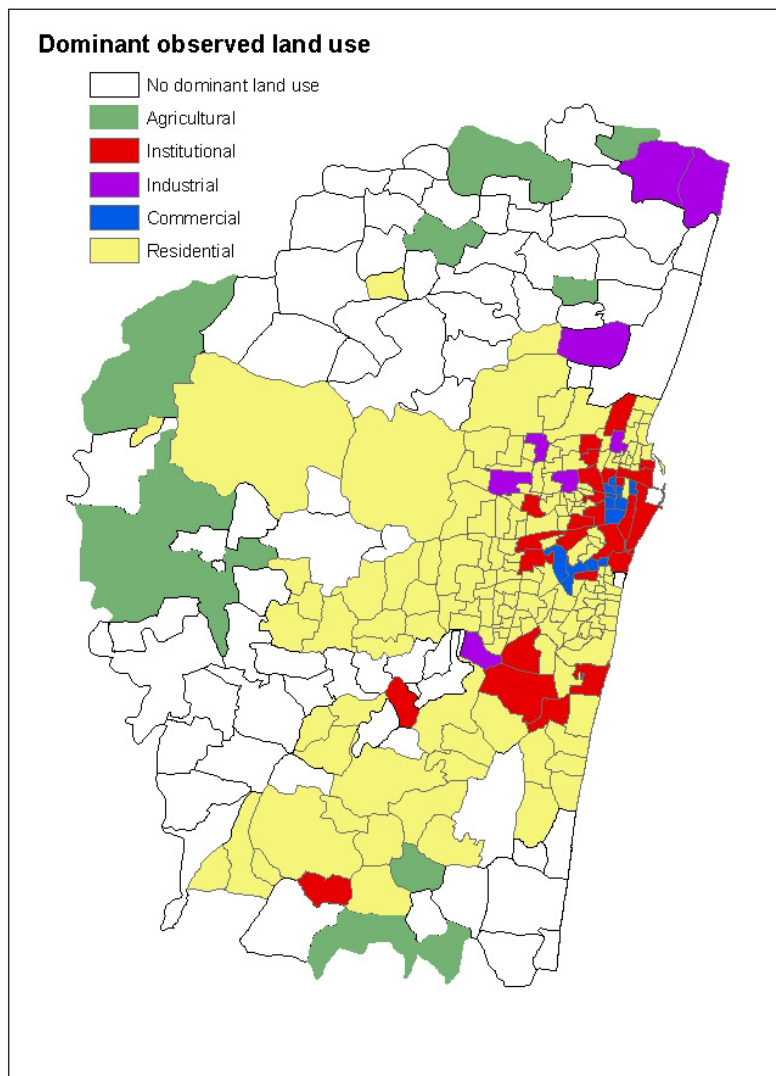 Dominant observed land use
No dominant land use
Agricultural
Institutional
Industrial
Commercial
Residential